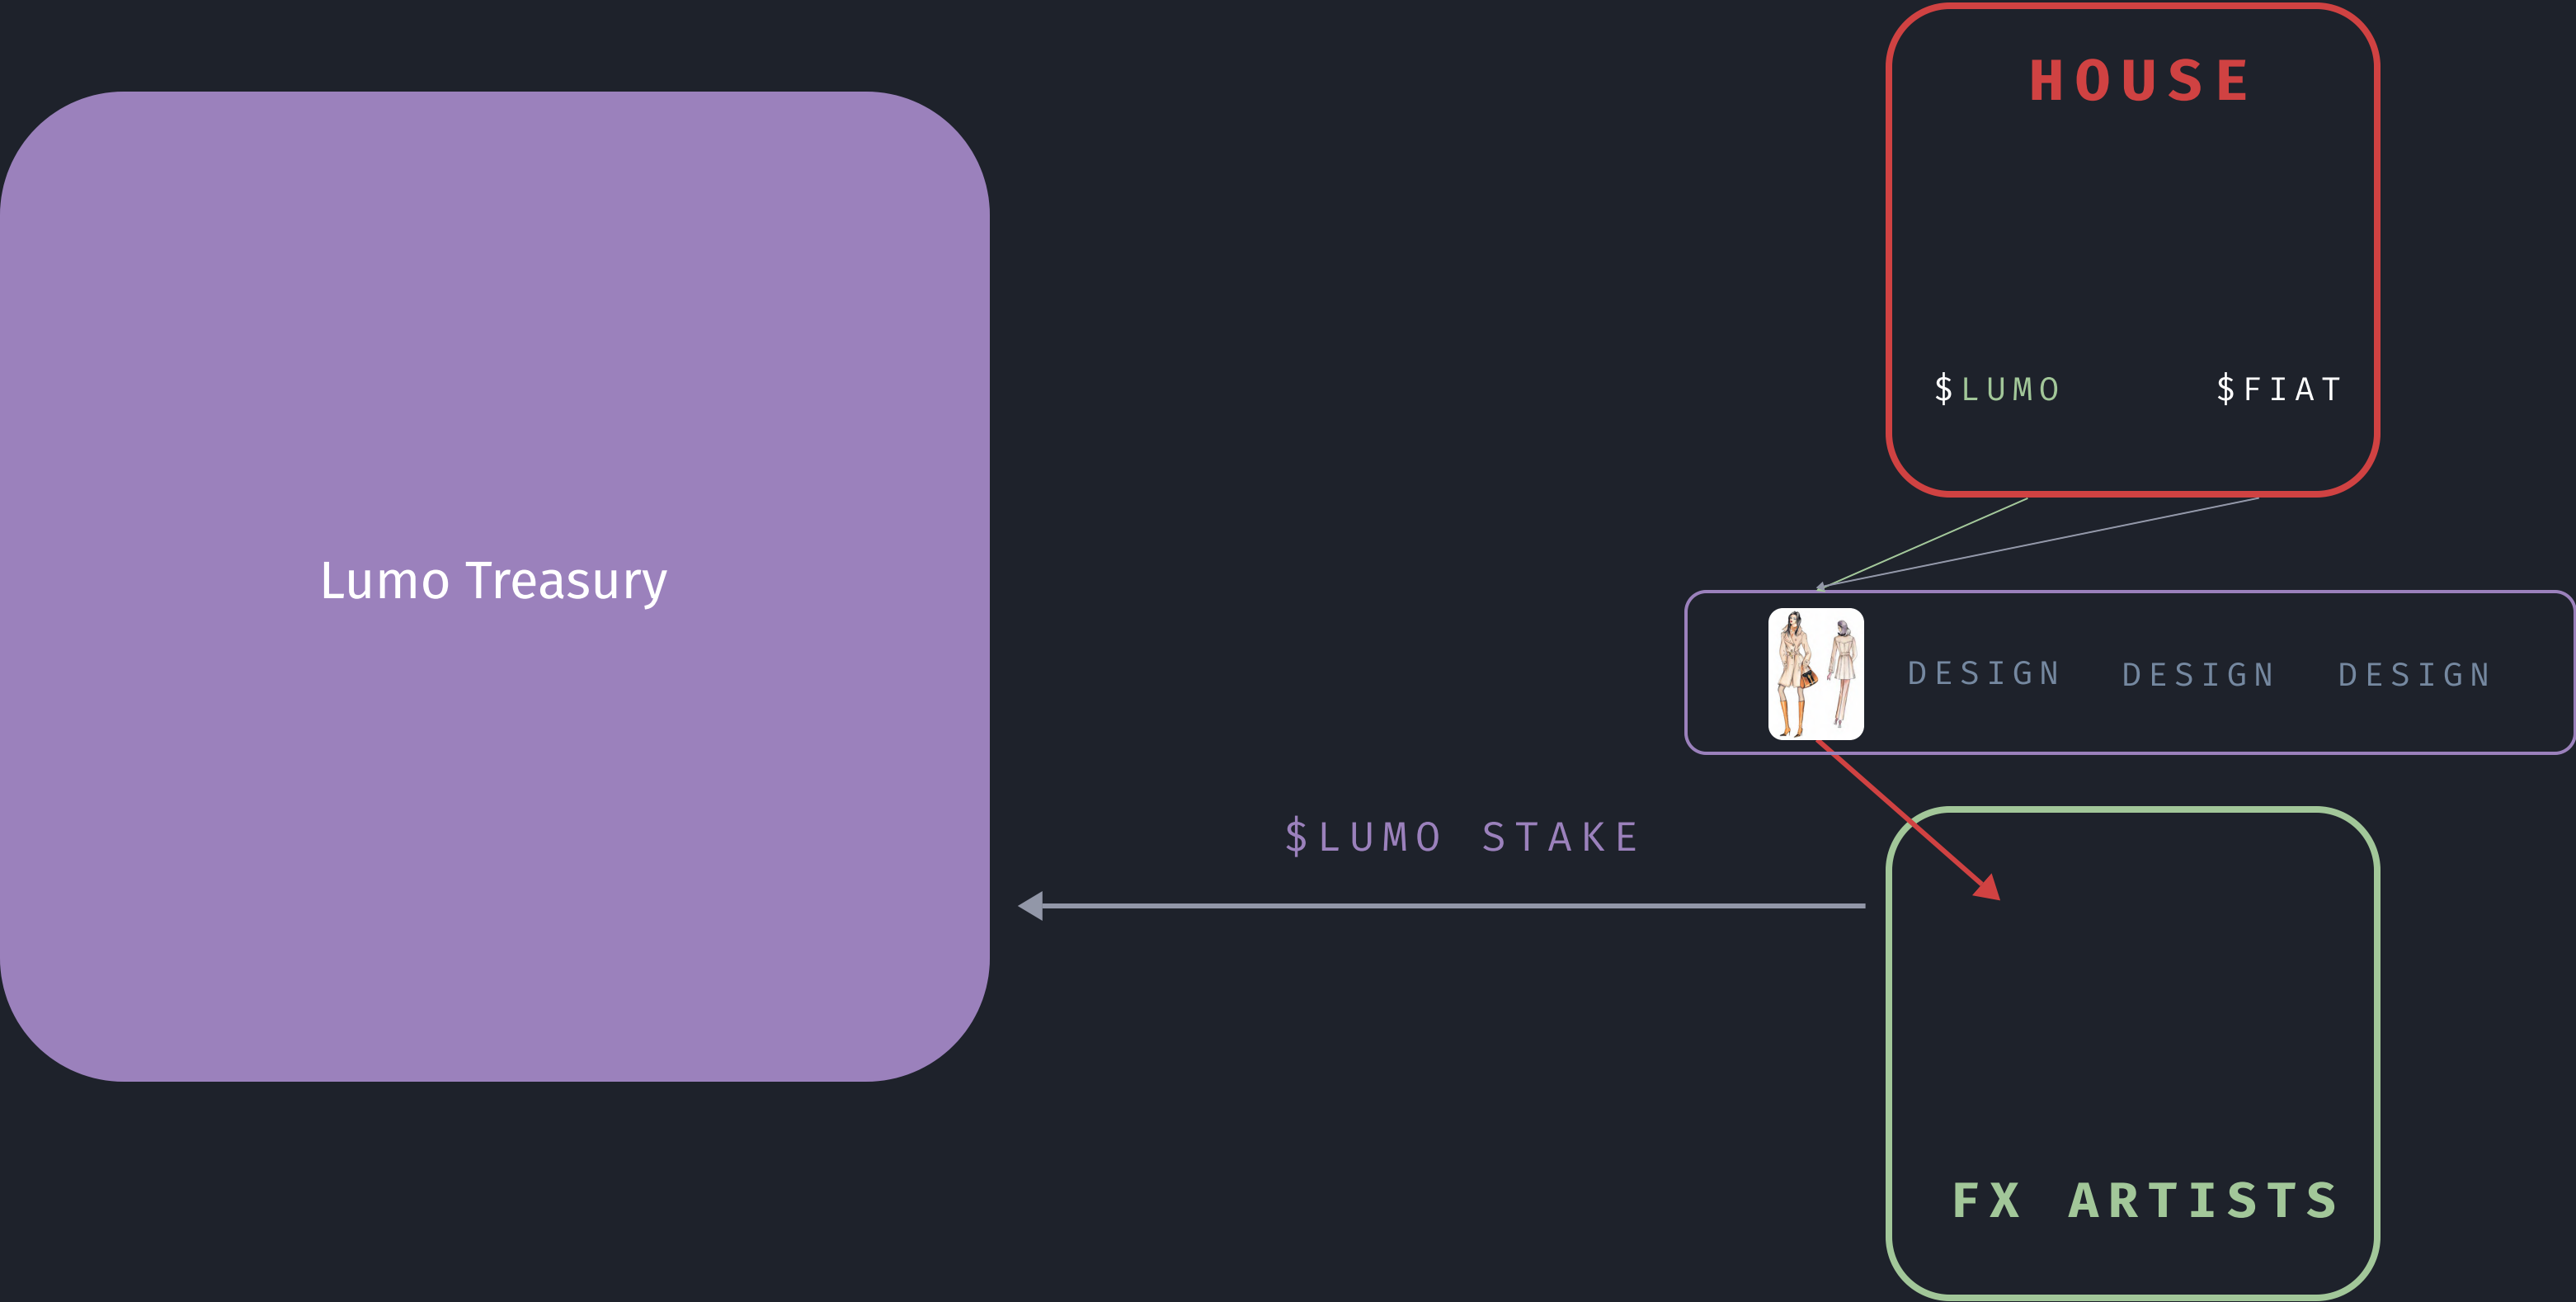 HOUSE
$LUMO $FIAT
Lumo Treasury
DESIGN DESIGN DESIGN
$LUMO STAKE
FX ARTISTS